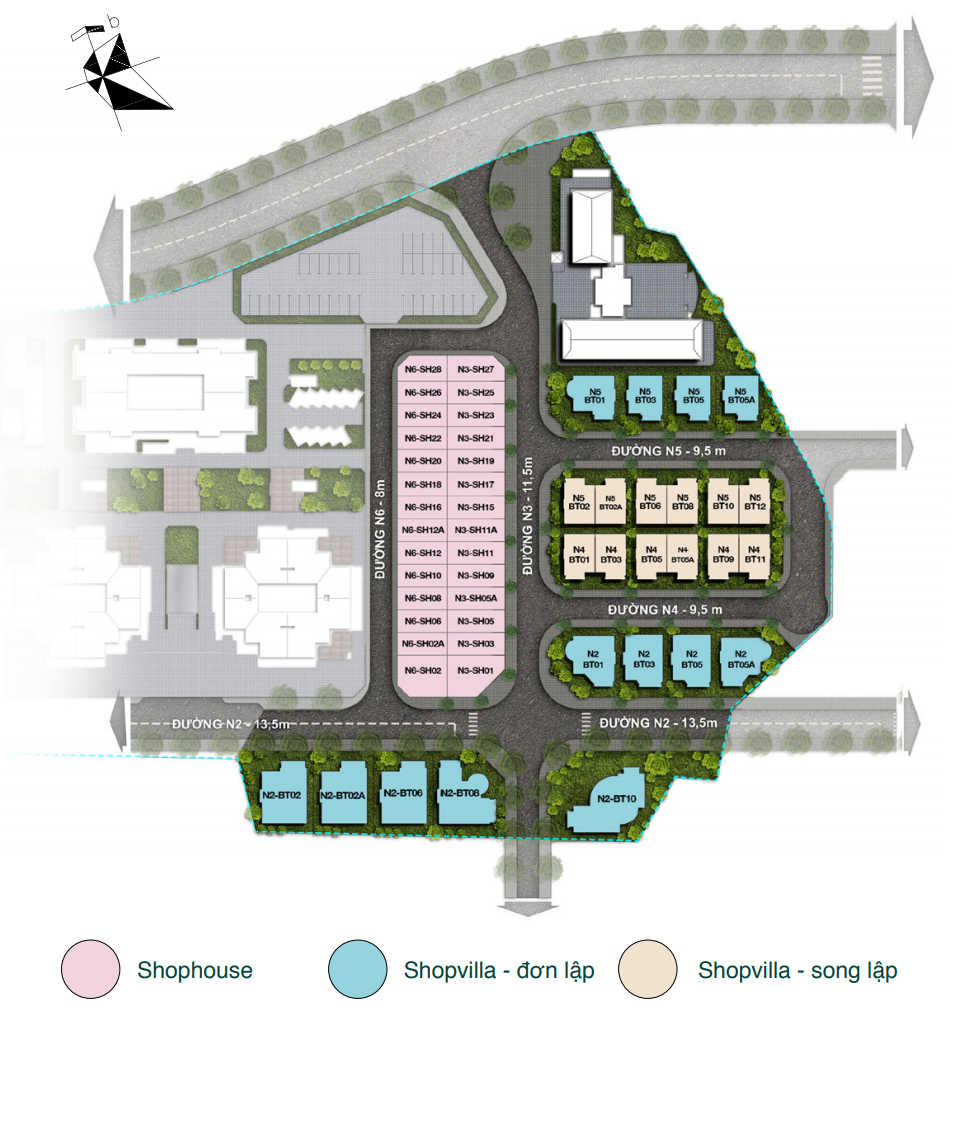 b
N6-SH28 N3-SH27
N6-SH26 N3-SH25
N6-SH24 N3-SH23
N6-SH22 N3-SH21
N6-SH20 N3-SH19
N6-SH18 N3-SH17
N6-SH16 N3-SH15
N6-SH12A N3-SH11A
N6-SH12 N3-SH11
N6-SH10 N3-SH09
N6-SH08 N3-SH05A
N6-SH06 N3-SH05
N6-SH02A N3-SH03
N6-SH02 N3-SH01
ĐƯỜNG N6 - 8m
ĐƯỜNG N3 - 11,5m
N5 N5 N5 N5
BT01 BT03 BT05 BT05A
ĐƯỜNG N5 - 9,5 m
N5 N5 N5 N5 N5 N5
BT02 BT02A BT06 BT08 BT10 BT12
N4 N4 N4 N4 N4 N4
BT01 BT03 BT05 BT05A BT09 BT11
ĐƯỜNG N4 - 9,5 m
N2 N2 N2 N2
BT01 BT03 BT05 BT05A
ĐƯỜNG N2 - 13,5m
ĐƯỜNG N2 - 13,5m
N2-BT02 N2-BT02A N2-BT06 N2-BT08
N2-BT10
Shophouse
Shopvilla - đơn lập
Shopvilla - song lập